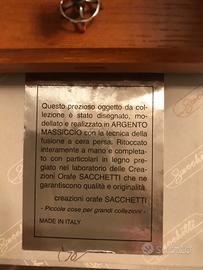 Questo prezioso oggetto da col-
lezione è stato disegnato, mo-
dellato e realizzato in ARGENTO
MASSICCIO con la tecnica della
fusione a cera persa. Ritoccato
interamente a mano e completa-
to con particolari in legno pre-
giato nel laboratorio delle Crea-
zioni Orafe SACCHETTI che ne
garantiscono qualità e originalità.
creazioni orafe SACCHETTI
- Piccole cose per grandi collezioni -
MADE IN ITALY
subito